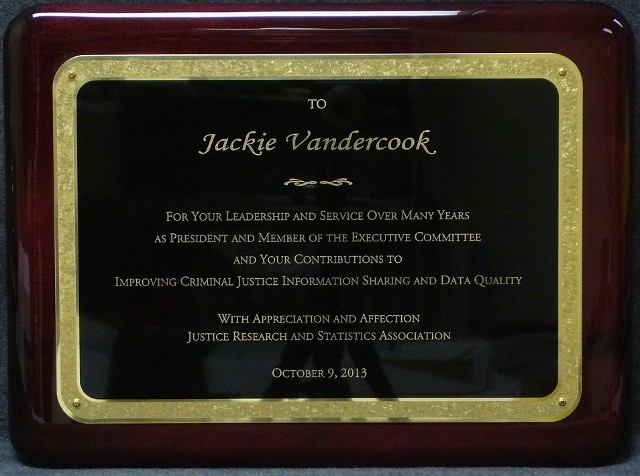 TO
Jackie Vandercook
FOR YOUR LEADERSHIP AND SERVICE OVER MANY YEARS
AS PRESIDENT AND MEMBER OF THE EXECUTIVE COMMITTEE
AND YOUR CONTRIBUTIONS TO
IMPROVING CRIMINAL JUSTICE INFORMATION SHARING AND DATA QUALITY
WITH APPRECIATION AND AFFECTION
JUSTICE RESEARCH AND STATISTICS ASSOCIATION
OCTOBER 9, 2013